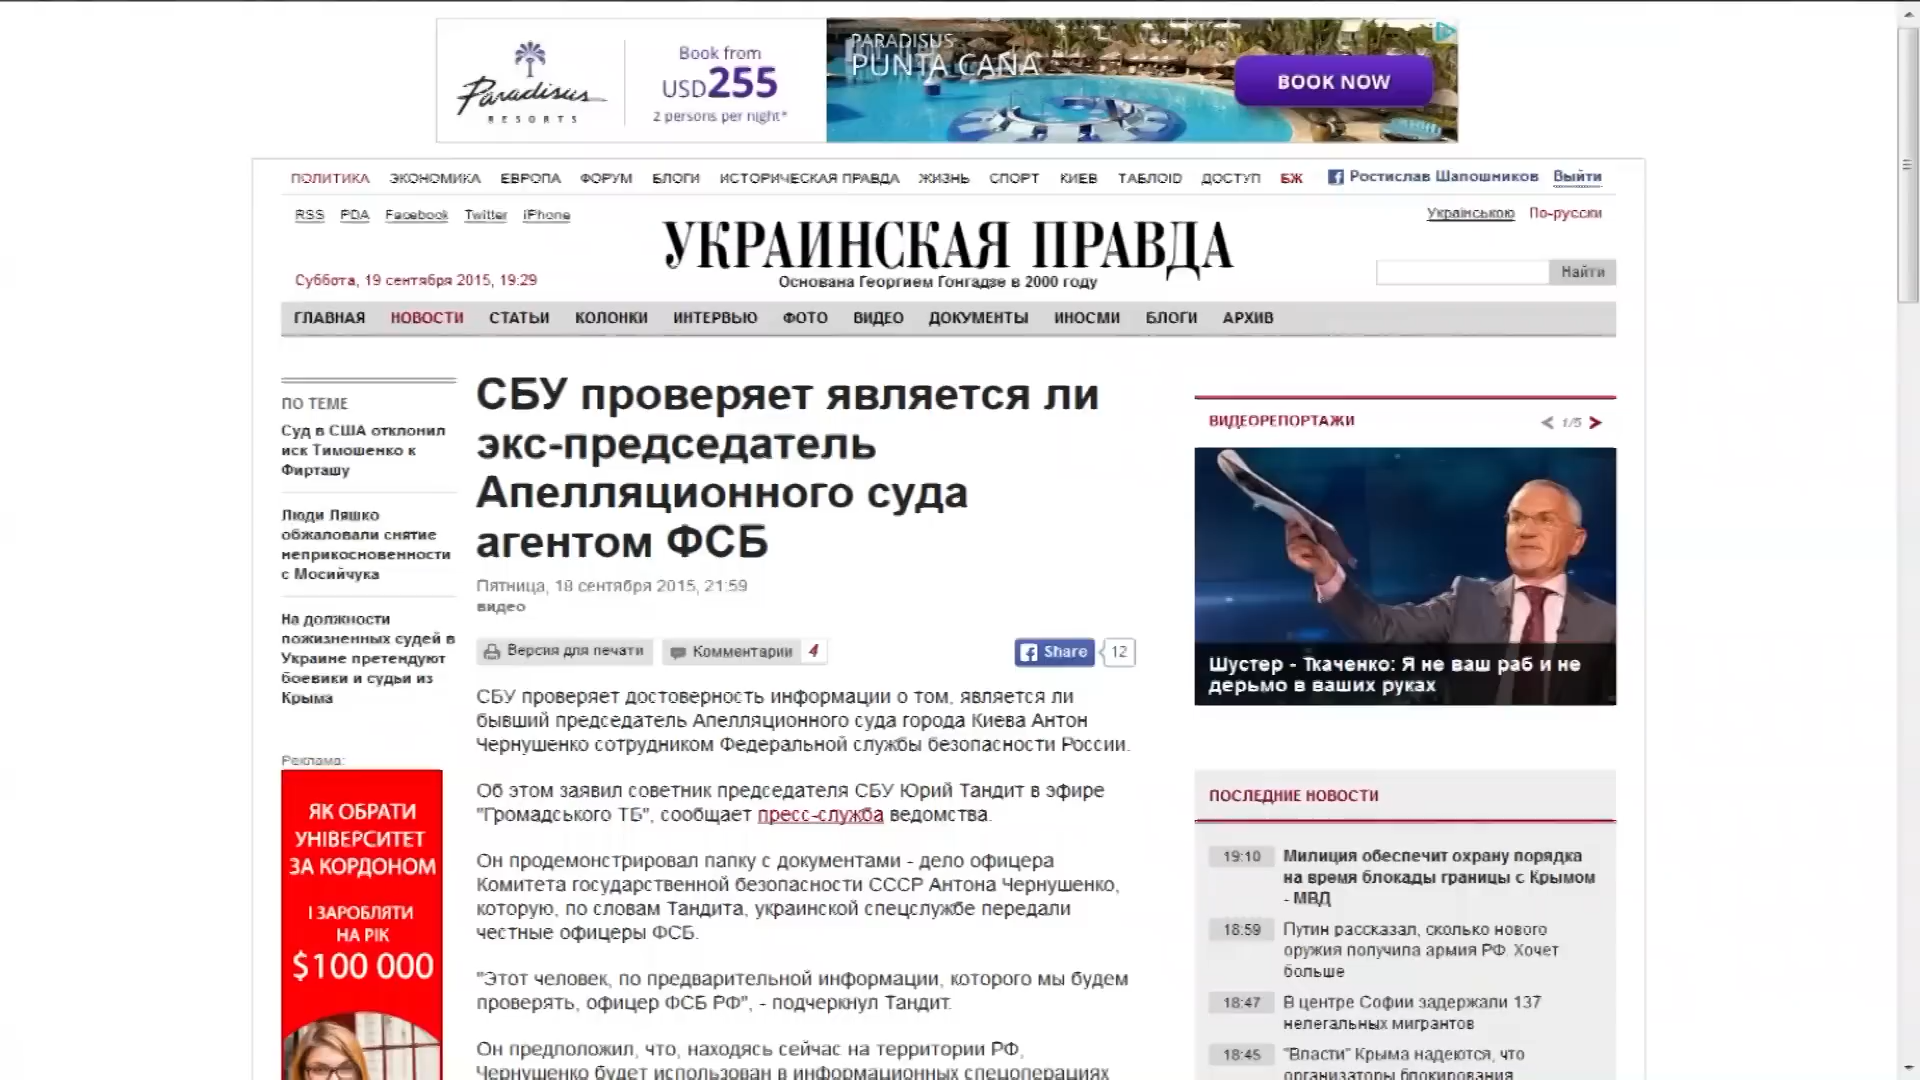 Paradisus
RESORTS
Book from
USD255
2 persons per night*
PARADISUS
PUNTA CANA
BOOK NOW
ПОЛИТИКА ЭКОНОМИКА ЕВРОПА ФОРУМ БЛОГИ ИСТОРИЧЕСКАЯ ПРАВДА ЖИЗНЬ СПОРТ КИЕВ ТАБЛОID ДОСТУП БЖ Ростислав Шапошников Выйти
RSS PDA Facebook Twitter iPhone
Українською По-русски
УКРАИНСКАЯ ПРАВДА
Основана Георгием Гонгадзе в 2000 году
Суббота, 19 сентября 2015, 19:29
Найти
ГЛАВНАЯ НОВОСТИ СТАТЬИ КОЛОНКИ ИНТЕРВЬЮ ФОТО ВИДЕО ДОКУМЕНТЫ ИНОСМИ БЛОГИ АРХИВ
ПО ТЕМЕ
Суд в США отклонил
иск Тимошенко к
Фирташу
Люди Ляшко
обжаловали снятие
неприкосновенности
с Мосийчука
На должности
пожизненных судей в
Украине претендуют
боевики и судьи из
Крыма
Реклама:
ЯК ОБРАТИ
УНІВЕРСИТЕТ
ЗА КОРДОНОМ
І ЗАРОБЛЯТИ
НА РІК
$100 000
СБУ проверяет является ли
экс-председатель
Апелляционного суда
агентом ФСБ
Пятница, 18 сентября 2015, 21:59
видео
Версия для печати Комментарии 4 Share 12
СБУ проверяет достоверность информации о том, является ли
бывший председатель Апелляционного суда города Киева Антон
Чернушенко сотрудником Федеральной службы безопасности России.
Об этом заявил советник председателя СБУ Юрий Тандит в эфире
"Громадського ТБ", сообщает пресс-служба ведомства.
Он продемонстрировал папку с документами - дело офицера
Комитета государственной безопасности СССР Антона Чернушенко,
которую, по словам Тандита, украинской спецслужбе передали
честные офицеры ФСБ.
"Этот человек, по предварительной информации, которого мы будем
проверять, офицер ФСБ РФ", - подчеркнул Тандит.
Он предположил, что, находясь сейчас на территории РФ,
Чернушенко будет использован в информационных спецоперациях
ВИДЕОРЕПОРТАЖИ 1/5
Шустер - Ткаченко: Я не ваш раб и не
дерьмо в ваших руках
ПОСЛЕДНИЕ НОВОСТИ
19:10 Милиция обеспечит охрану порядка
на время блокады границы с Крымом
- МВД
18:59 Путин рассказал, сколько нового
оружия получила армия РФ. Хочет
больше
18:47 В центре Софии задержали 137
нелегальных мигрантов
18:45 "Власти" Крыма надеются, что
организаторы блокирования